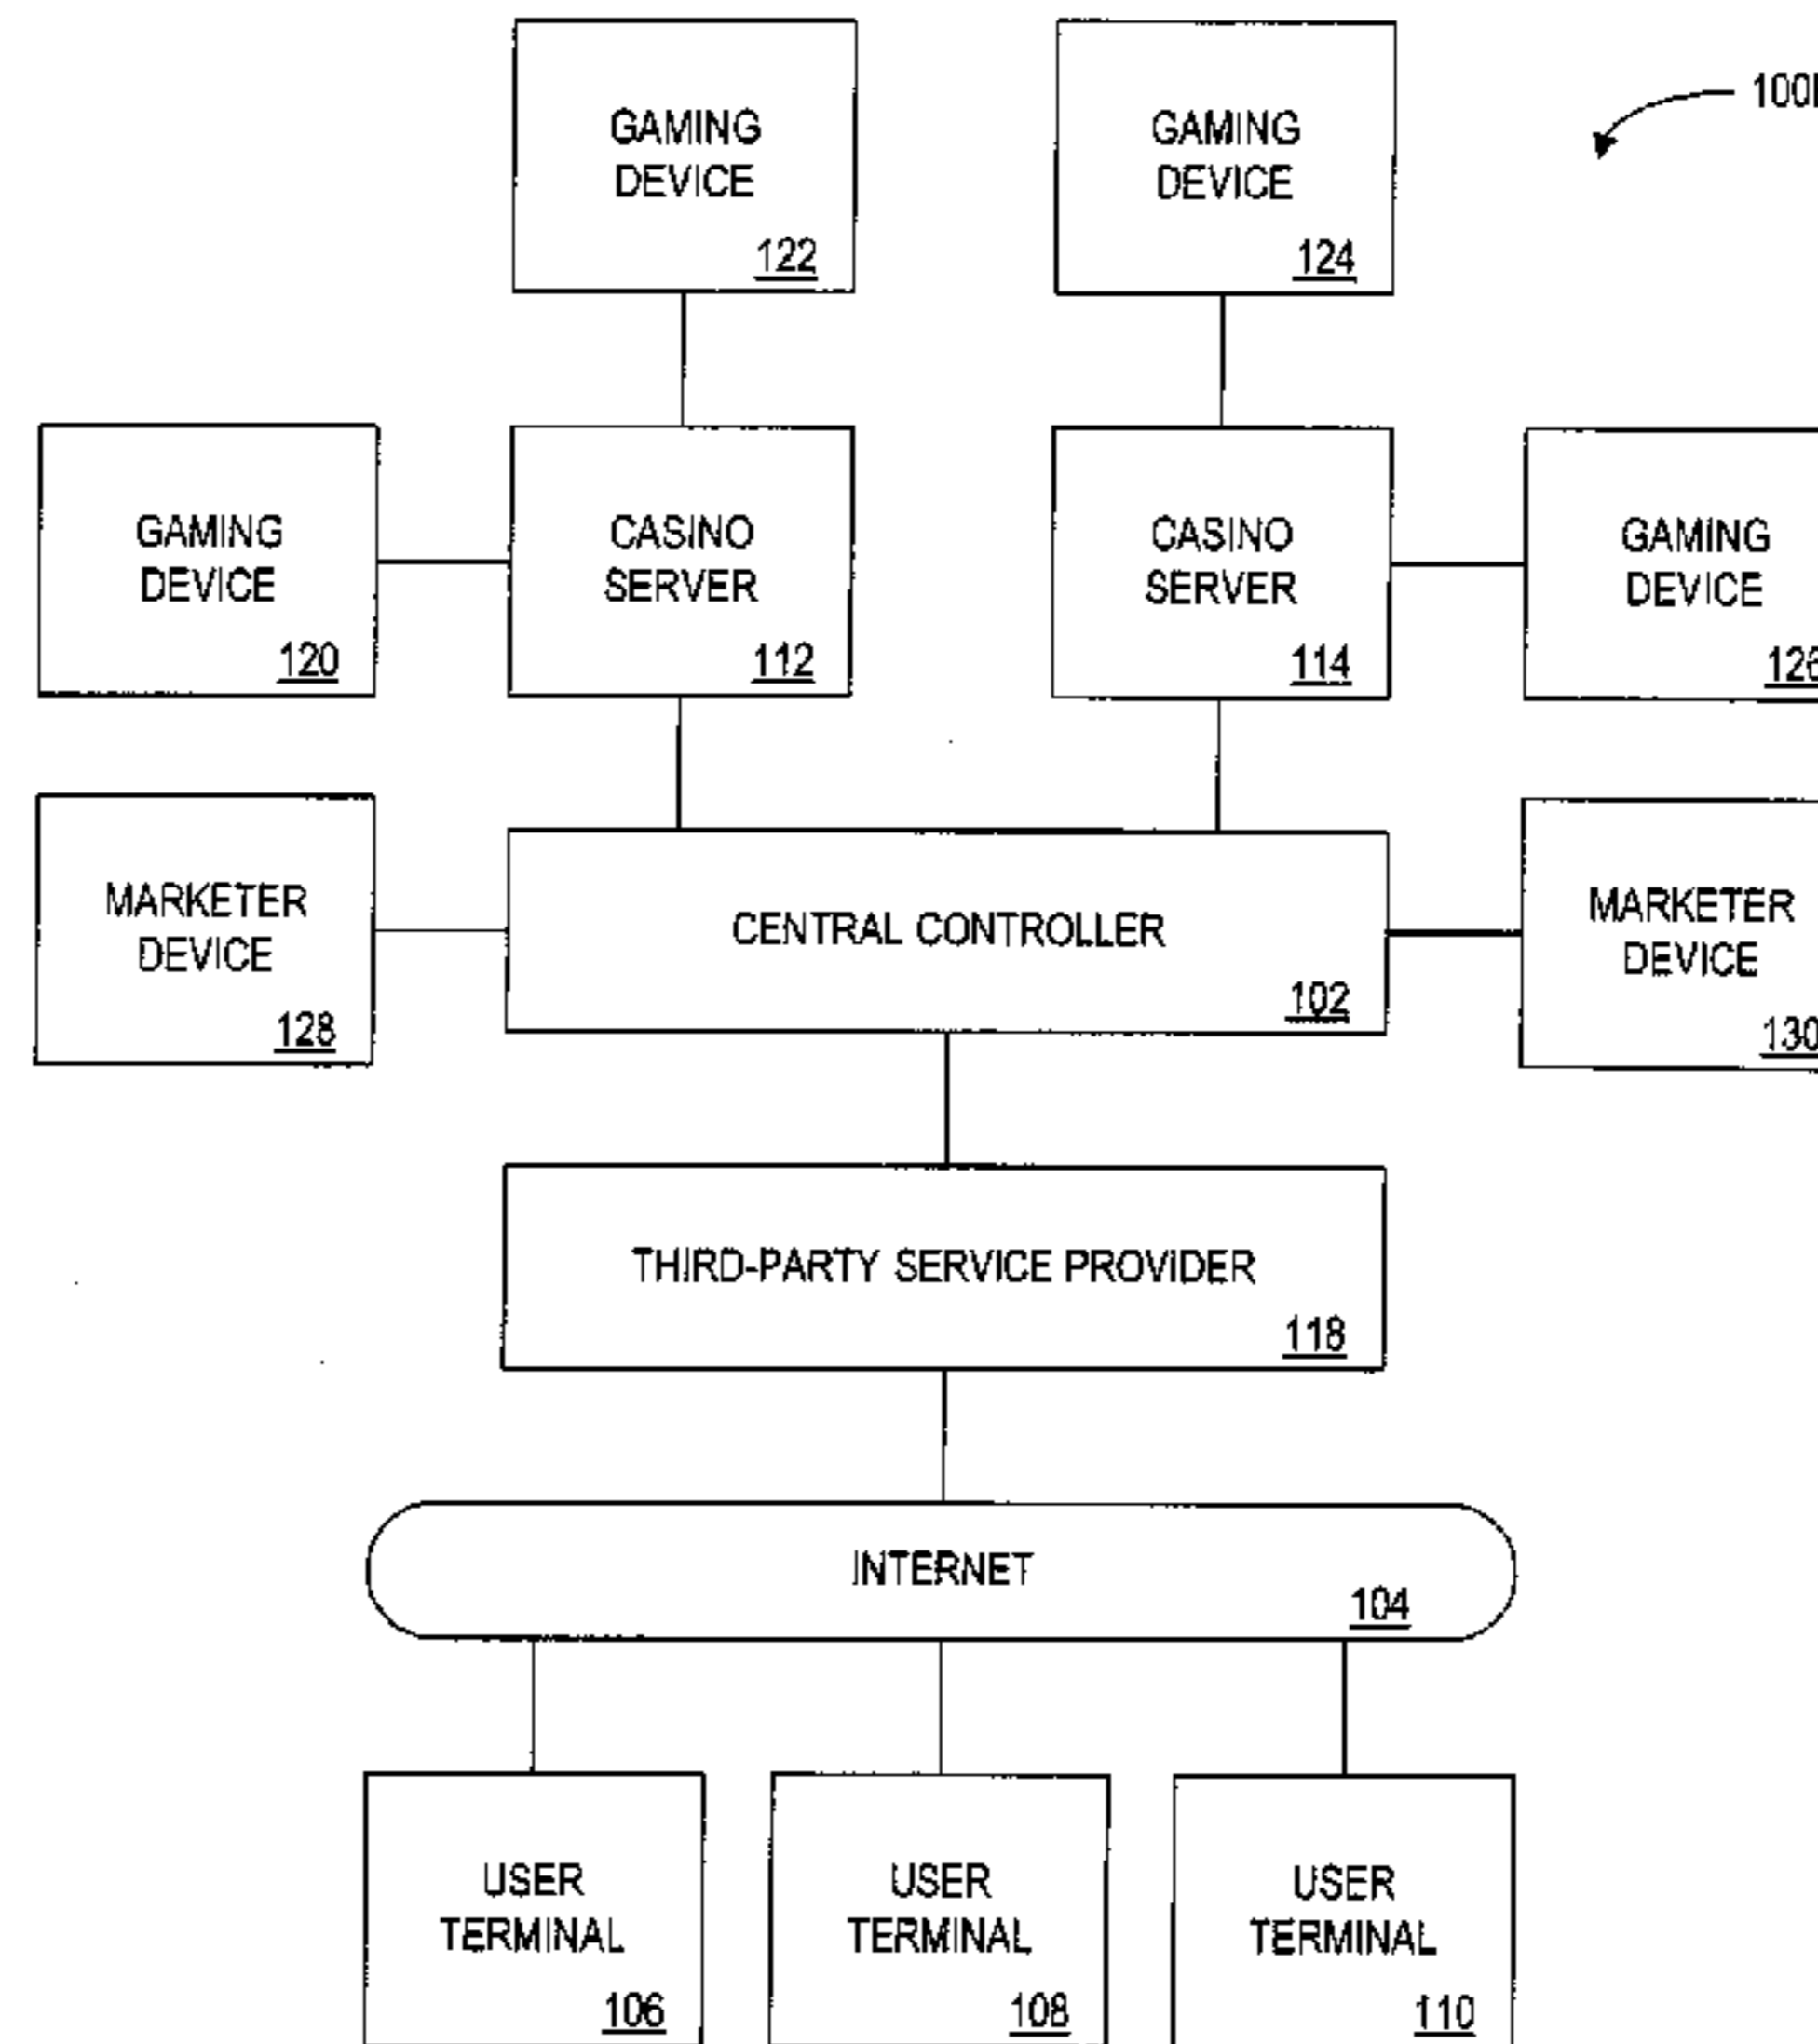 GAMING
DEVICE
122
GAMING
DEVICE
124
GAMING
DEVICE
120
CASINO
SERVER
112
CASINO
SERVER
114
GAMING
DEVICE
126
MARKETER
DEVICE
128
CENTRAL CONTROLLER
102
MARKETER
DEVICE
130
THIRD-PARTY SERVICE PROVIDER
118
INTERNET
104
USER
TERMINAL
106
USER
TERMINAL
108
USER
TERMINAL
110